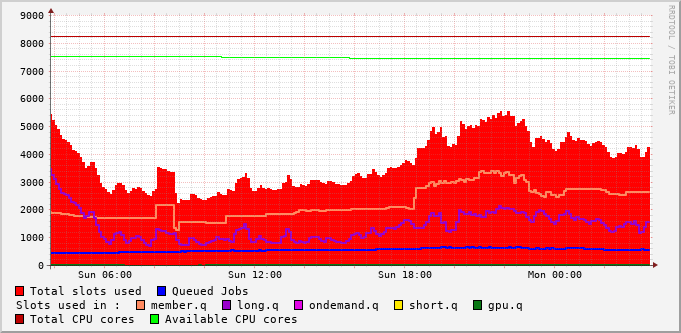 9000
8000
7000
6000
5000
4000
3000
2000
1000
0
Sun 06:00 Sun 12:00 Sun 18:00 Mon 00:00
RRDTOOL / TOBI OETIKER
Total slots used Queued Jobs
Slots used in : member.q long.q ondemand.q short.q gpu.q
Total CPU cores Available CPU cores